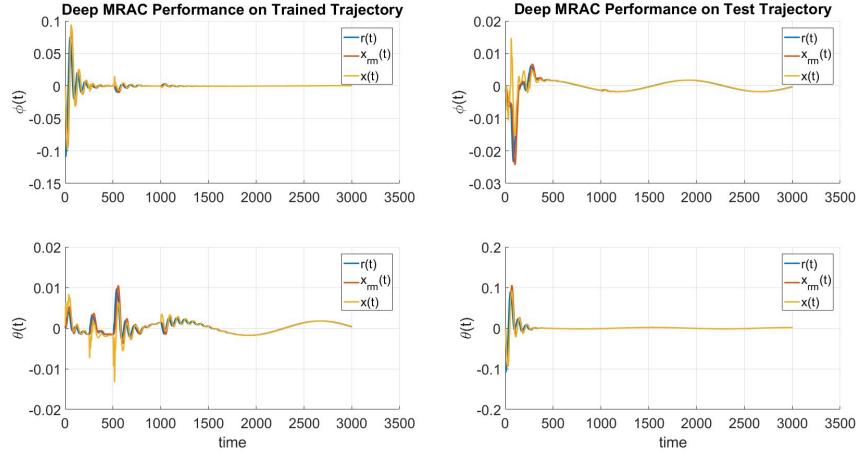 Deep MRAC Performance on Trained Trajectory
0.1
0.05
0
-0.05
-0.1
-0.15
ϕ(t)
r(t)
x_rm(t)
x(t)
0 500 1000 1500 2000 2500 3000 3500
Deep MRAC Performance on Test Trajectory
0.02
0.01
0
-0.01
-0.02
-0.03
ϕ(t)
r(t)
x_rm(t)
x(t)
0 500 1000 1500 2000 2500 3000 3500
0.02
0.01
0
-0.01
-0.02
θ(t)
r(t)
x_rm(t)
x(t)
0 500 1000 1500 2000 2500 3000 3500
time
0.2
0.1
0
-0.1
-0.2
θ(t)
r(t)
x_rm(t)
x(t)
0 500 1000 1500 2000 2500 3000 3500
time